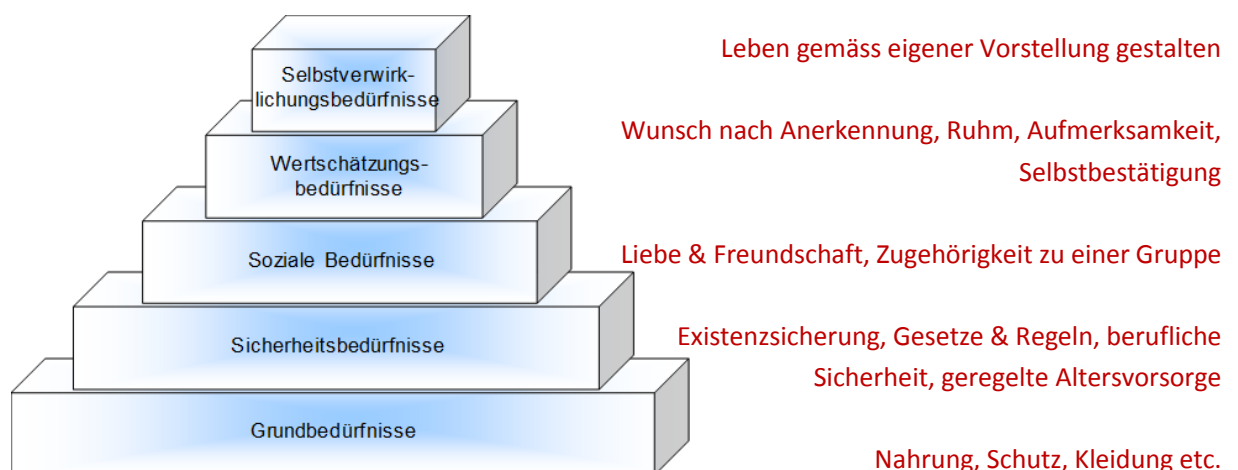 Leben gemäss eigener Vorstellung gestalten
Selbstverwirk-
lichungsbedürfnisse
Wunsch nach Anerkennung, Ruhm, Aufmerksamkeit,
Selbstbestätigung
Wertschätzungs-
bedürfnisse
Liebe & Freundschaft, Zugehörigkeit zu einer Gruppe
Soziale Bedürfnisse
Existenzsicherung, Gesetze & Regeln, berufliche
Sicherheit, geregelte Altersvorsorge
Sicherheitsbedürfnisse
Grundbedürfnisse
Nahrung, Schutz, Kleidung etc.